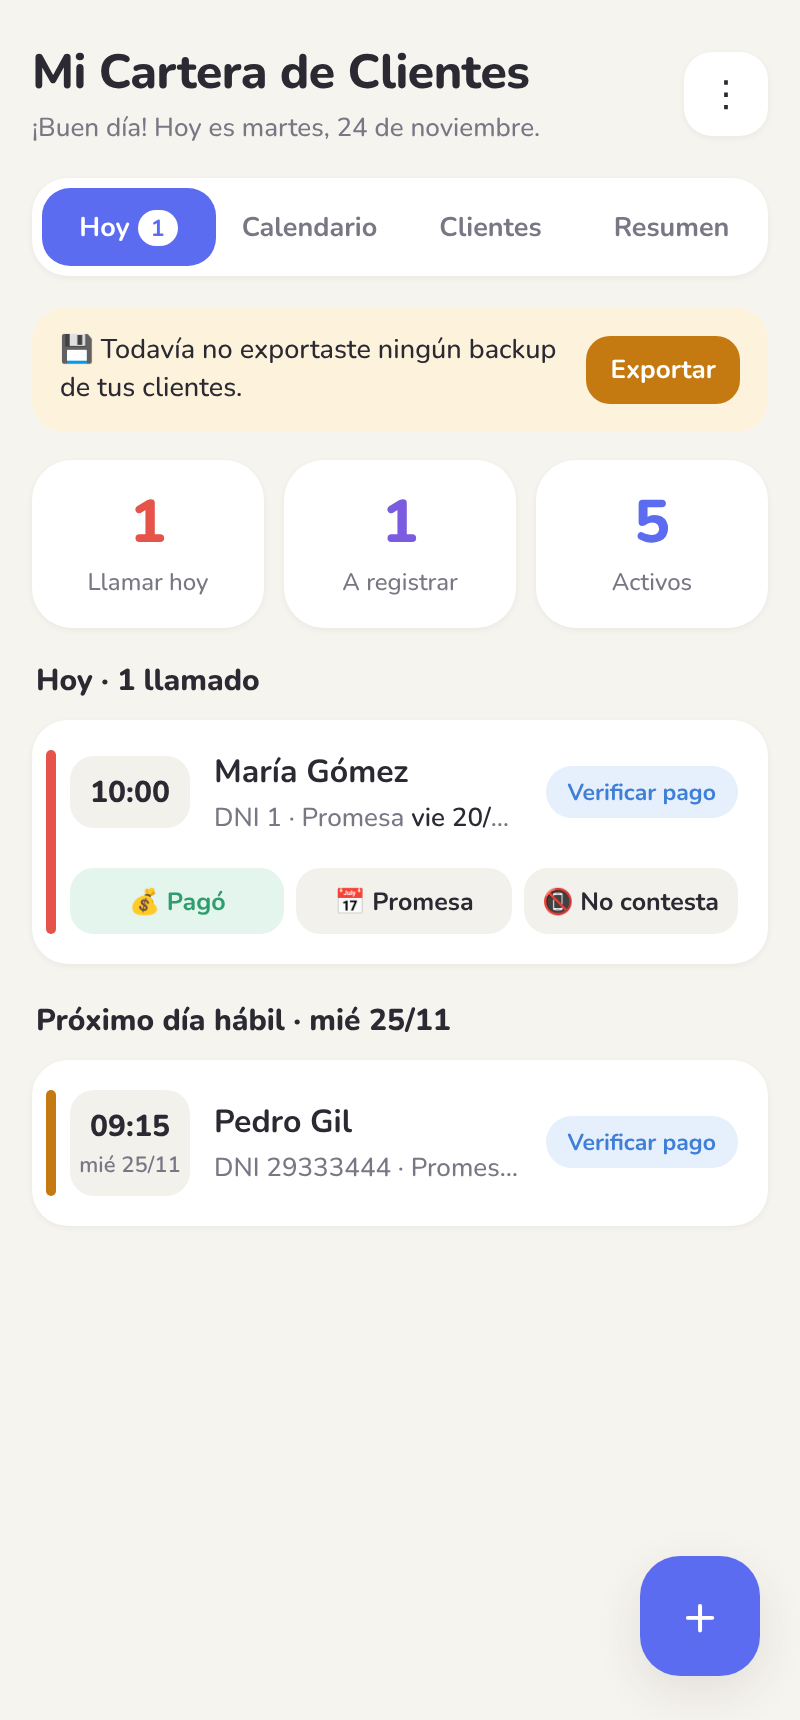 Mi Cartera de Clientes
¡Buen día! Hoy es martes, 24 de noviembre.
Hoy 1 Calendario Clientes Resumen
💾 Todavía no exportaste ningún backup
de tus clientes.
Exportar
1 1 5
Llamar hoy A registrar Activos
Hoy · 1 llamado
10:00
María Gómez
DNI 1 · Promesa vie 20/...
Verificar pago
💰 Pagó 📅 Promesa 📵 No contesta
Próximo día hábil · mié 25/11
09:15
mié 25/11
Pedro Gil
DNI 29333444 · Promes...
Verificar pago
+